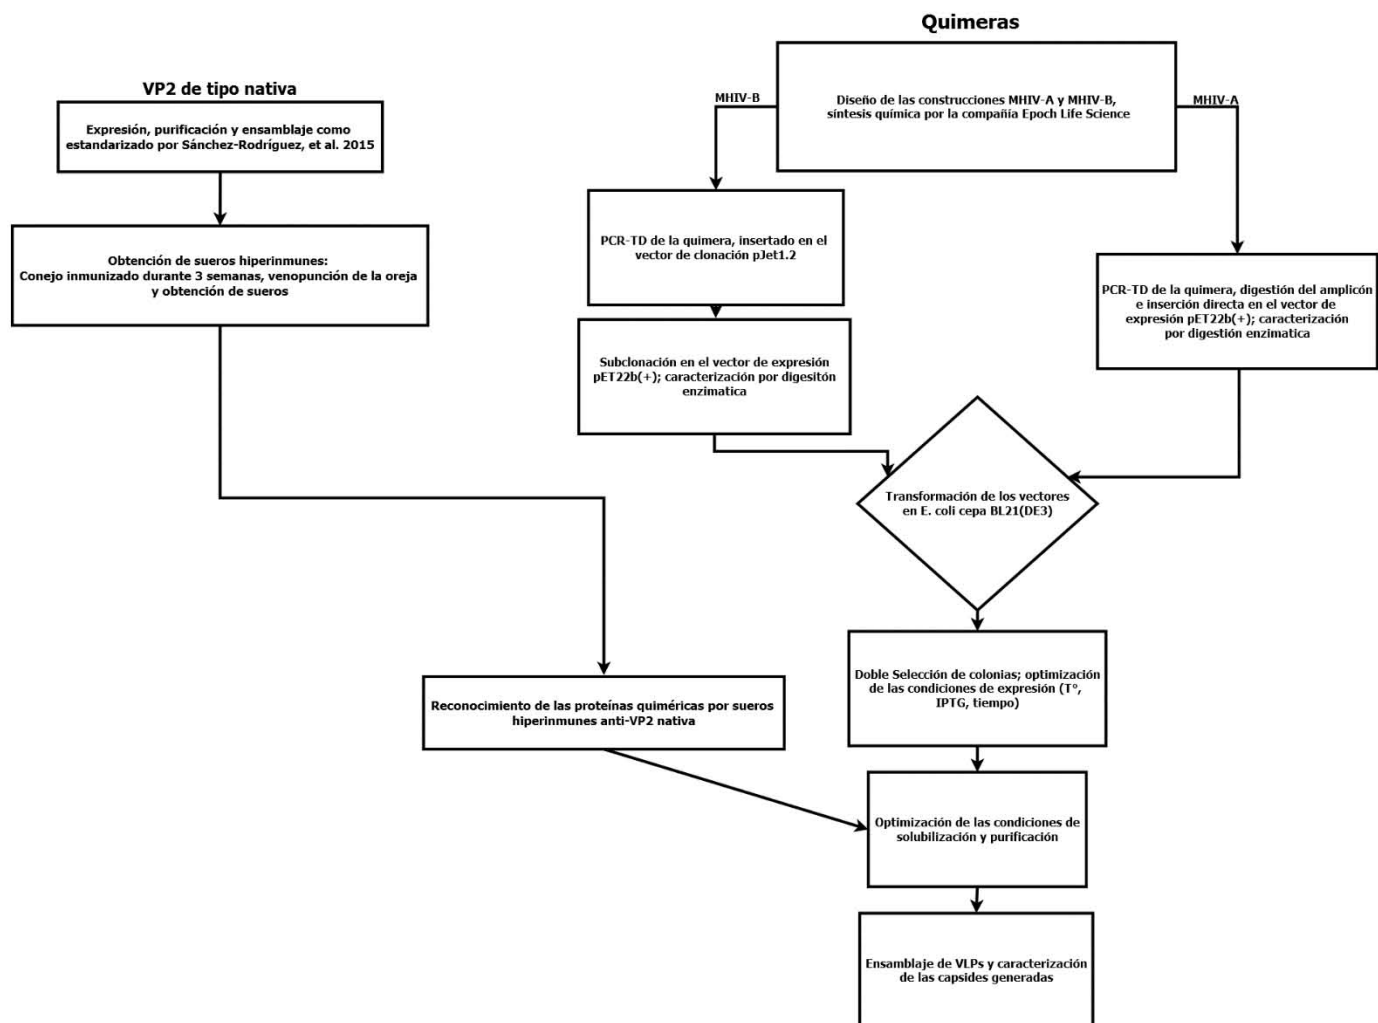 Quimeras
VP2 de tipo nativa
Expresión, purificación y ensamblaje como
estandarizado por Sánchez-Rodríguez, et al. 2015
Obtención de sueros hiperinmunes:
Conejo inmunizado durante 3 semanas, venopunción de la oreja
y obtención de sueros
MHIV-B
Diseño de las construcciones MHIV-A y MHIV-B,
síntesis química por la compañía Epoch Life Science
MHIV-A
PCR-TD de la quimera, insertado en el
vector de clonación pJet1.2
PCR-TD de la quimera, digestión del amplicón
e inserción directa en el vector de
expresión pET22b(+); caracterización
por digestión enzimatica
Subclonación en el vector de expresión
pET22b(+); caracterización por digesitón
enzimatica
Transformación de los vectores
en E. coli cepa BL21(DE3)
Doble Selección de colonias; optimización
de las condiciones de expresión (T°,
IPTG, tiempo)
Reconocimiento de las proteínas quiméricas por sueros
hiperinmunes anti-VP2 nativa
Optimización de las condiciones de
solubilización y purificación
Ensamblaje de VLPs y caracterización
de las capsides generadas